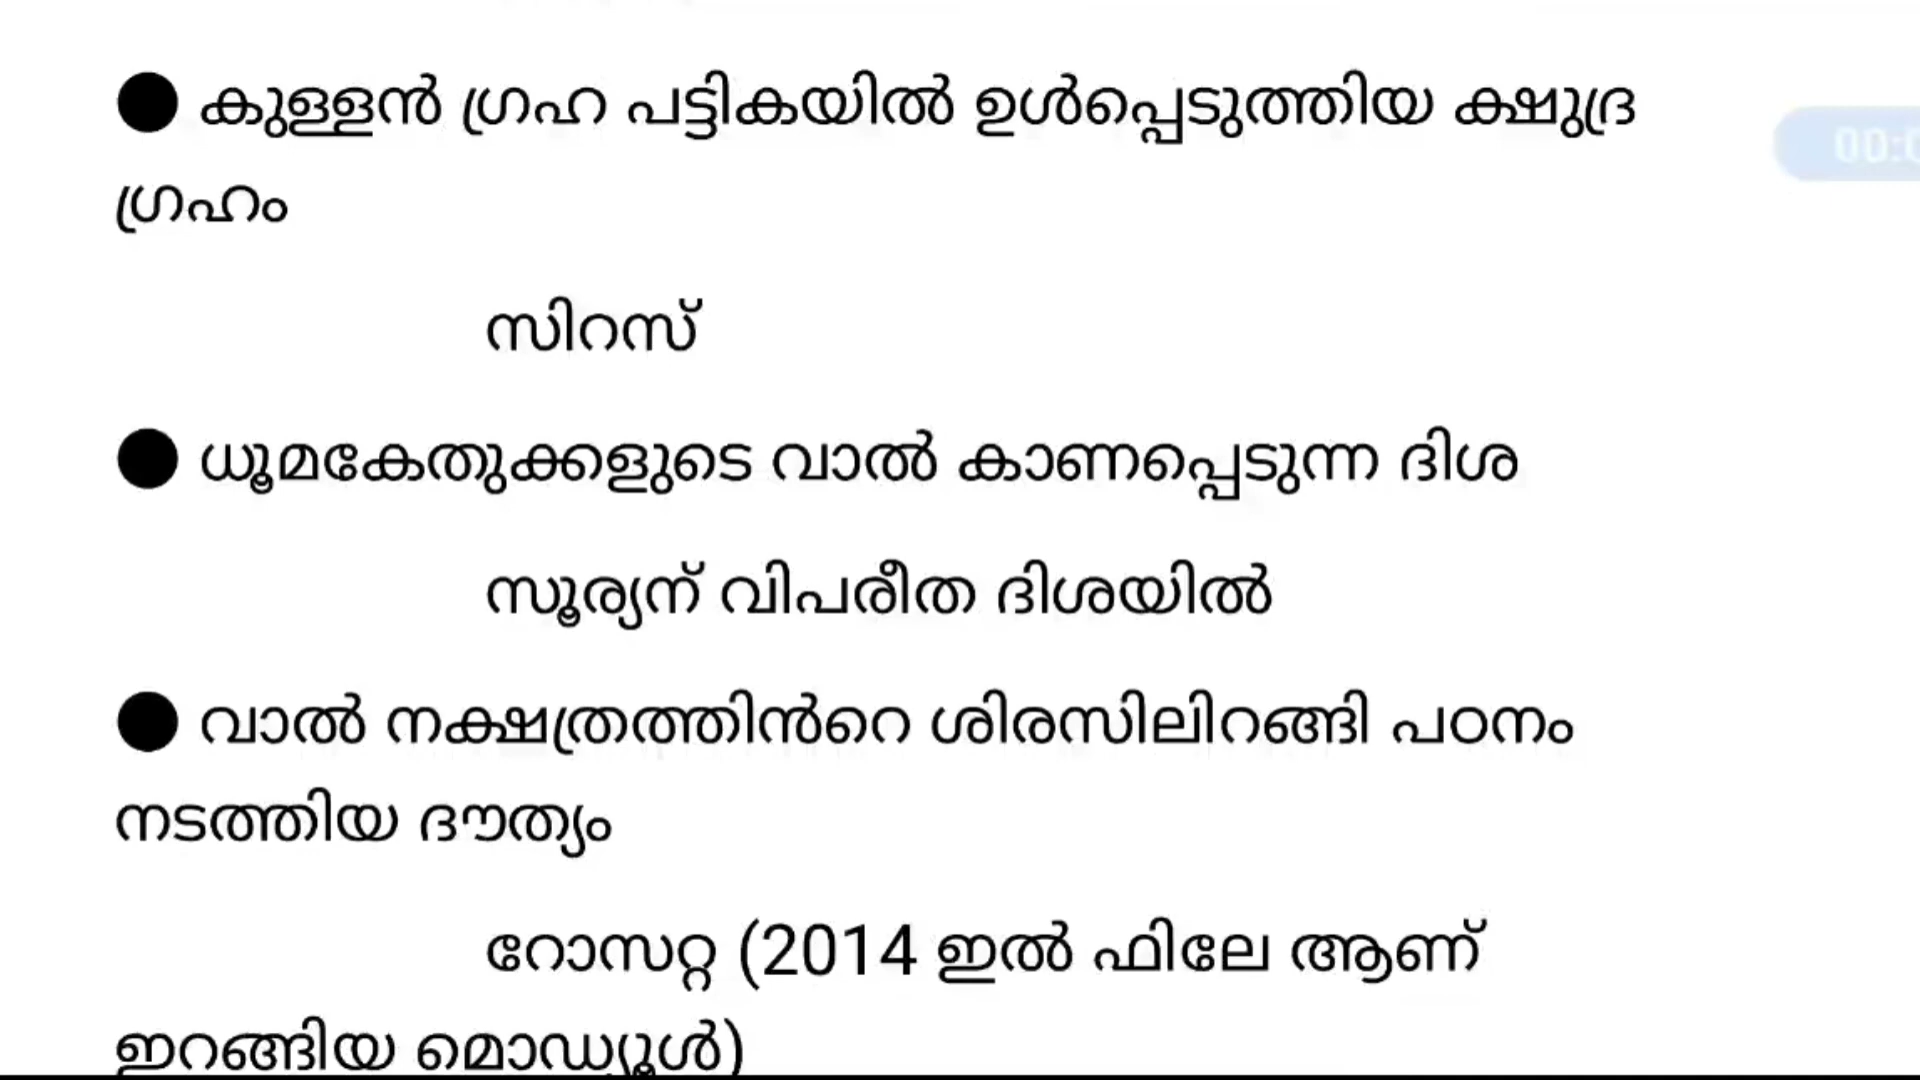 ● കുള്ളൻ ഗ്രഹ പട്ടികയിൽ ഉൾപ്പെടുത്തിയ ക്ഷുദ്ര
ഗ്രഹം
സിറസ്
● ധൂമകേതുക്കളുടെ വാൽ കാണപ്പെടുന്ന ദിശ
സൂര്യന് വിപരീത ദിശയിൽ
● വാൽ നക്ഷത്രത്തിൻറെ ശിരസിലിറങ്ങി പഠനം
നടത്തിയ ദൗത്യം
റോസറ്റ (2014 ഇൽ ഫിലേ ആണ്
ഇറങ്ങിയ മൊഡ്യൂൾ)